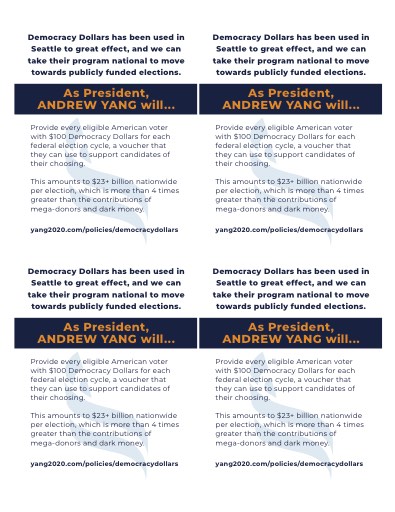 Democracy Dollars has been used in
Seattle to great effect, and we can
take their program national to move
towards publicly funded elections.
As President,
ANDREW YANG will...
Provide every eligible American voter
with $100 Democracy Dollars for each
federal election cycle, a voucher that
they can use to support candidates of
their choosing.
This amounts to $23+ billion nationwide
per election, which is more than 4 times
greater than the contributions of
mega-donors and dark money.
yang2020.com/policies/democracydollars
Democracy Dollars has been used in
Seattle to great effect, and we can
take their program national to move
towards publicly funded elections.
As President,
ANDREW YANG will...
Provide every eligible American voter
with $100 Democracy Dollars for each
federal election cycle, a voucher that
they can use to support candidates of
their choosing.
This amounts to $23+ billion nationwide
per election, which is more than 4 times
greater than the contributions of
mega-donors and dark money.
yang2020.com/policies/democracydollars
Democracy Dollars has been used in
Seattle to great effect, and we can
take their program national to move
towards publicly funded elections.
As President,
ANDREW YANG will...
Provide every eligible American voter
with $100 Democracy Dollars for each
federal election cycle, a voucher that
they can use to support candidates of
their choosing.
This amounts to $23+ billion nationwide
per election, which is more than 4 times
greater than the contributions of
mega-donors and dark money.
yang2020.com/policies/democracydollars
Democracy Dollars has been used in
Seattle to great effect, and we can
take their program national to move
towards publicly funded elections.
As President,
ANDREW YANG will...
Provide every eligible American voter
with $100 Democracy Dollars for each
federal election cycle, a voucher that
they can use to support candidates of
their choosing.
This amounts to $23+ billion nationwide
per election, which is more than 4 times
greater than the contributions of
mega-donors and dark money.
yang2020.com/policies/democracydollars